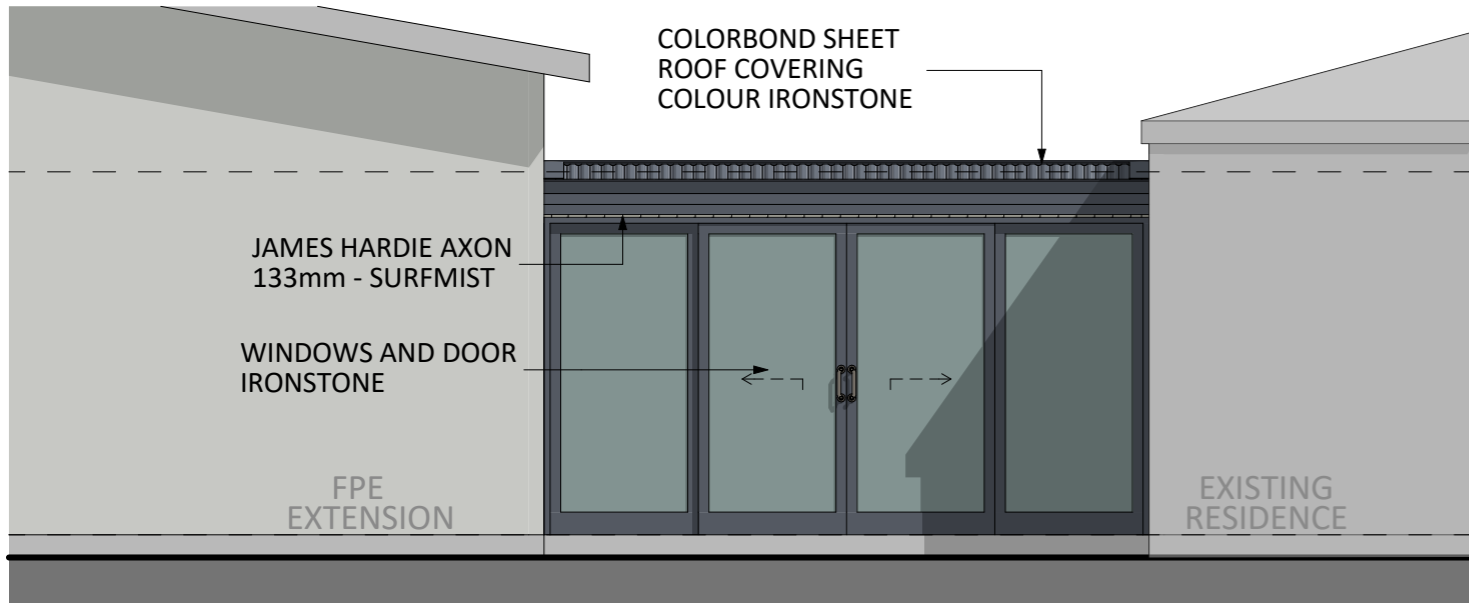 COLORBOND SHEET
ROOF COVERING
COLOUR IRONSTONE
JAMES HARDIE AXON
133mm - SURFMIST
WINDOWS AND DOOR
IRONSTONE
FPE
EXTENSION
EXISTING
RESIDENCE